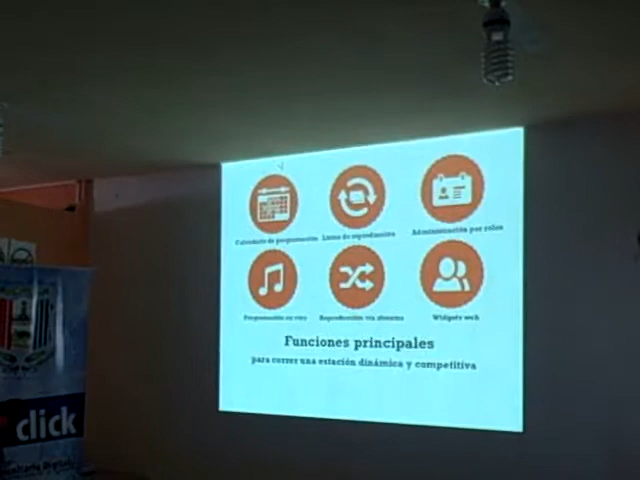 Calendario de programación
Listas de reproducción
Administración por roles
Programación en vivo
Reproducción vía streams
Widgets web
Funciones principales
para correr una estación dinámica y competitiva
click